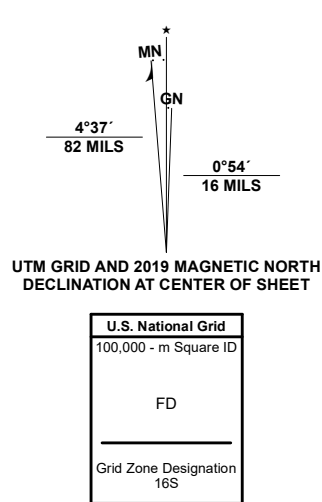 MN
GN
4°37´
82 MILS
0°54´
16 MILS
UTM GRID AND 2019 MAGNETIC NORTH
DECLINATION AT CENTER OF SHEET
U.S. National Grid
100,000 - m Square ID
FD
Grid Zone Designation
16S